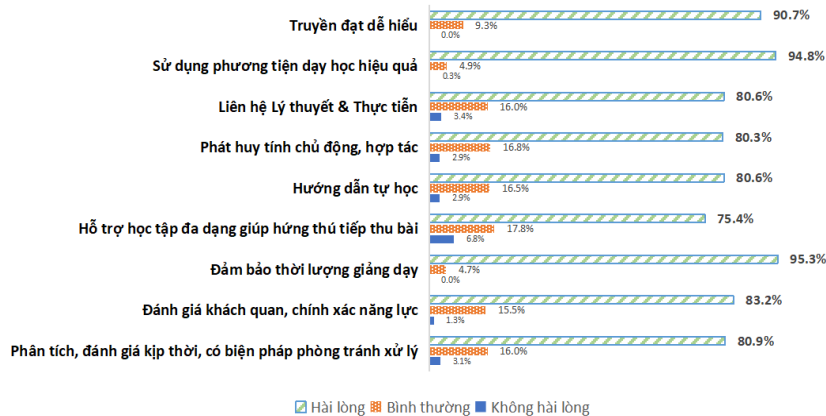 Truyền đạt dễ hiểu
90.7%
9.3%
0.0%
Sử dụng phương tiện dạy học hiệu quả
94.8%
4.9%
0.3%
Liên hệ Lý thuyết & Thực tiễn
80.6%
16.0%
3.4%
Phát huy tính chủ động, hợp tác
80.3%
16.8%
2.9%
Hướng dẫn tự học
80.6%
16.5%
2.9%
Hỗ trợ học tập đa dạng giúp hứng thú tiếp thu bài
75.4%
17.8%
6.8%
Đảm bảo thời lượng giảng dạy
95.3%
4.7%
0.0%
Đánh giá khách quan, chính xác năng lực
83.2%
15.5%
1.3%
Phân tích, đánh giá kịp thời, có biện pháp phòng tránh xử lý
80.9%
16.0%
3.1%
Hài lòng Bình thường Không hài lòng